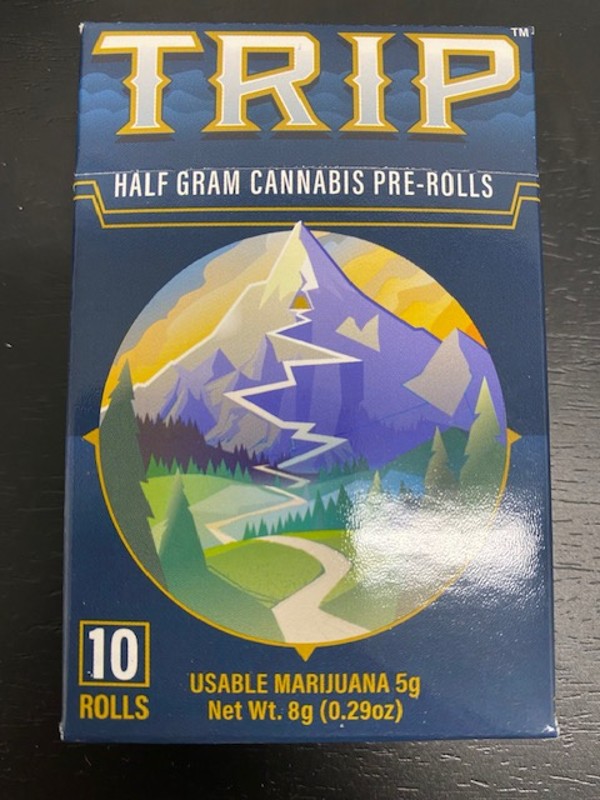 TRIP™
HALF GRAM CANNABIS PRE-ROLLS
10
ROLLS
USABLE MARIJUANA 5g
Net Wt. 8g (0.29oz)